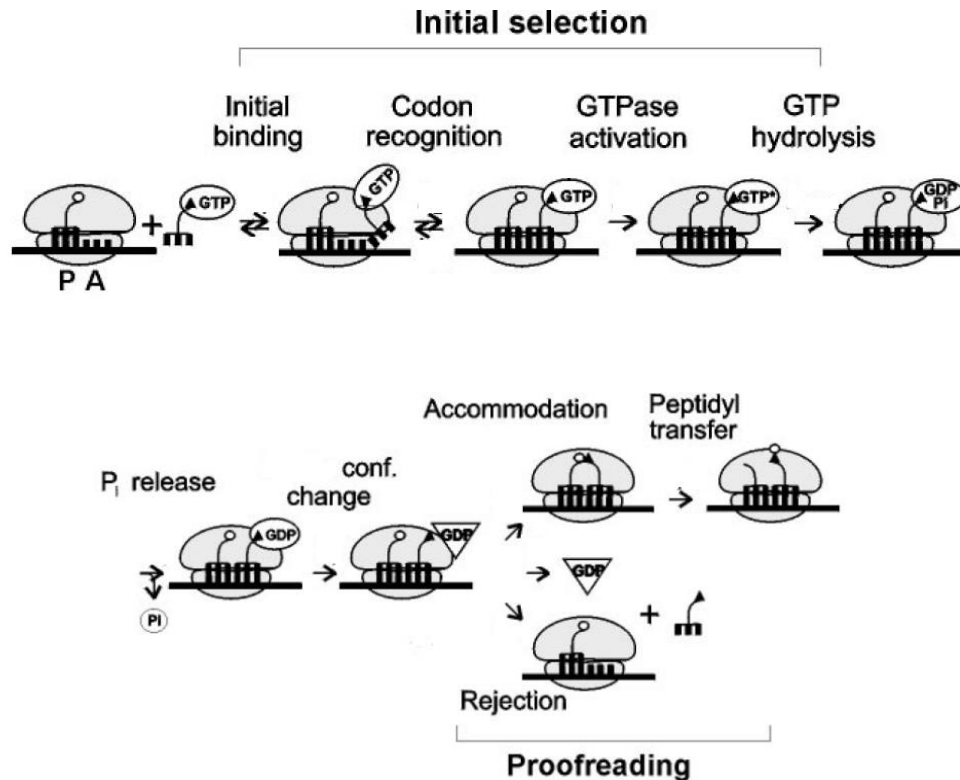 Initial selection
Initial binding
Codon recognition
GTPase activation
GTP hydrolysis
+
GTP
GTP
GTP
GTP*
GDP
PI
P A
Accommodation
Peptidyl transfer
Pi release
conf. change
GDP
GDP
GDP
+
PI
Rejection
Proofreading